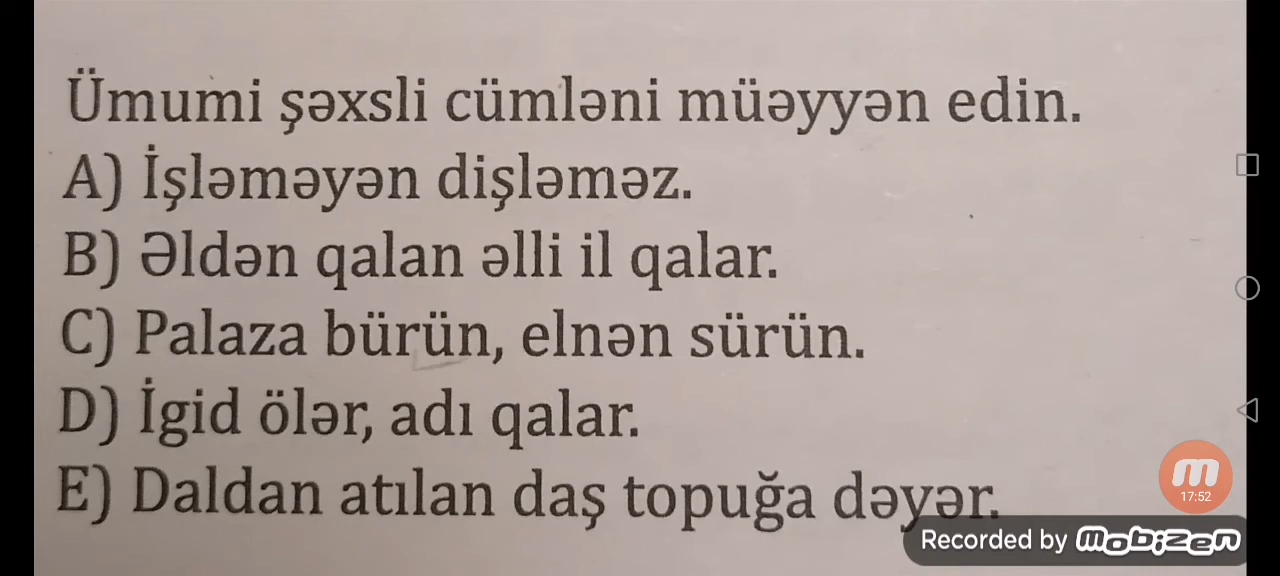 Ümumi şəxsli cümləni müəyyən edin.
A) İşləməyən dişləməz.
B) Əldən qalan əlli il qalar.
C) Palaza bürün, elnən sürün.
D) İgid ölər, adı qalar.
E) Daldan atılan daş topuğa dəyər.
17:52
Recorded by mobizen